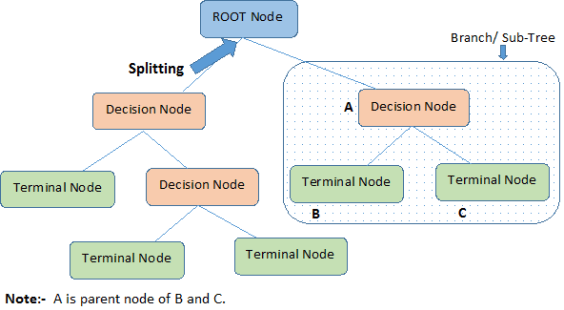 ROOT Node
Branch/ Sub-Tree
Splitting
Decision Node
A
Decision Node
Terminal Node
Decision Node
Terminal Node
Terminal Node
B
C
Terminal Node
Terminal Node
Note:- A is parent node of B and C.